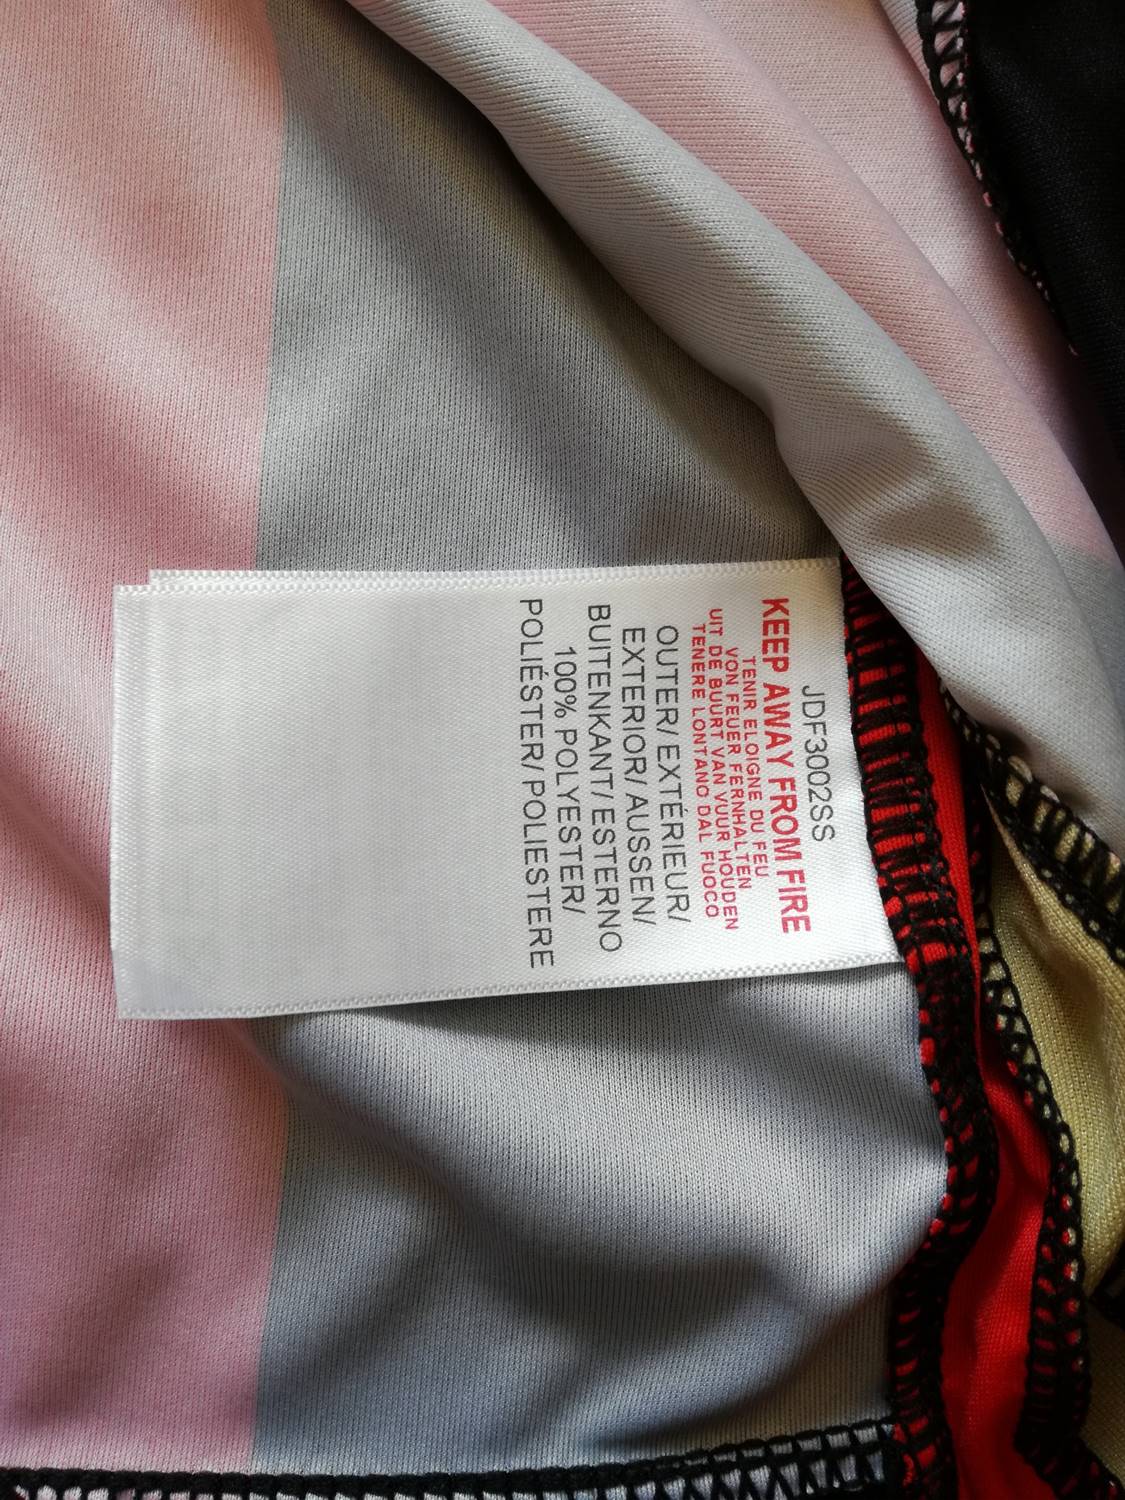 JDF3002SS
KEEP AWAY FROM FIRE
TENIR ELOIGNE DU FEU
VON FEUER FERNHALTEN
UIT DE BUURT VAN VUUR HOUDEN
TENERE LONTANO DAL FUOCO
OUTER/EXTÉRIEUR/
EXTERIOR/AUSSEN/
BUITENKANT/ESTERNO
100% POLYESTER/
POLIÉSTER/POLIESTERE